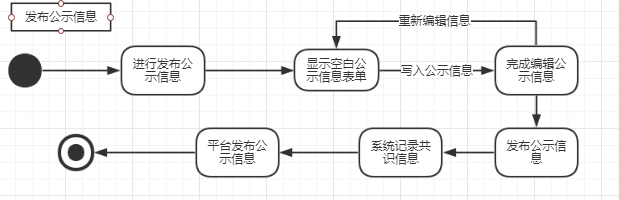 发布公示信息
重新编辑信息
进行发布公
示信息
显示空白公
示信息表单
写入公示信息
完成编辑公
示信息
平台发布公
示信息
系统记录共
识信息
发布公示信
息